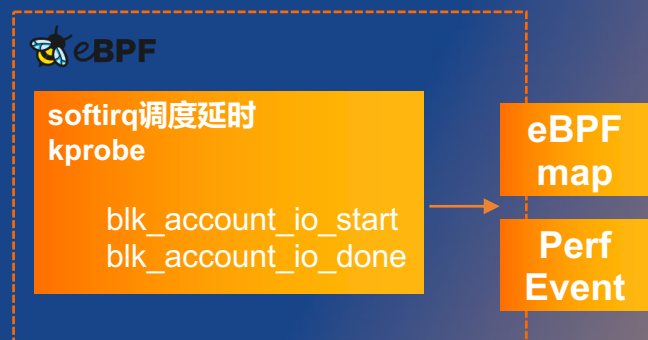 eBPF
softirq调度延时
kprobe
blk_account_io_start
blk_account_io_done
eBPF
map
Perf
Event